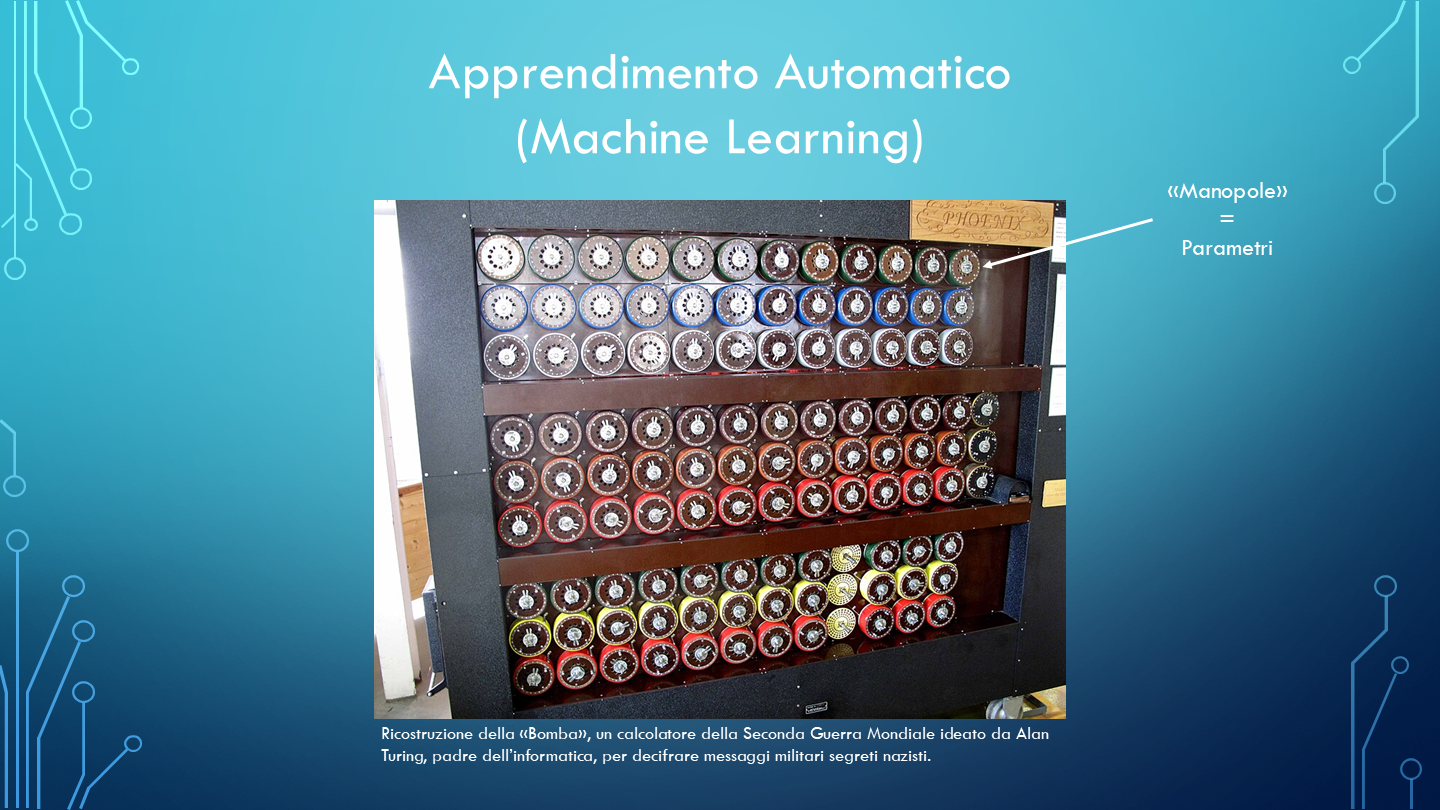 Apprendimento Automatico
(Machine Learning)
«Manopole»
=
Parametri
PHOENIX
Ricostruzione della «Bomba», un calcolatore della Seconda Guerra Mondiale ideato da Alan
Turing, padre dell'informatica, per decifrare messaggi militari segreti nazisti.